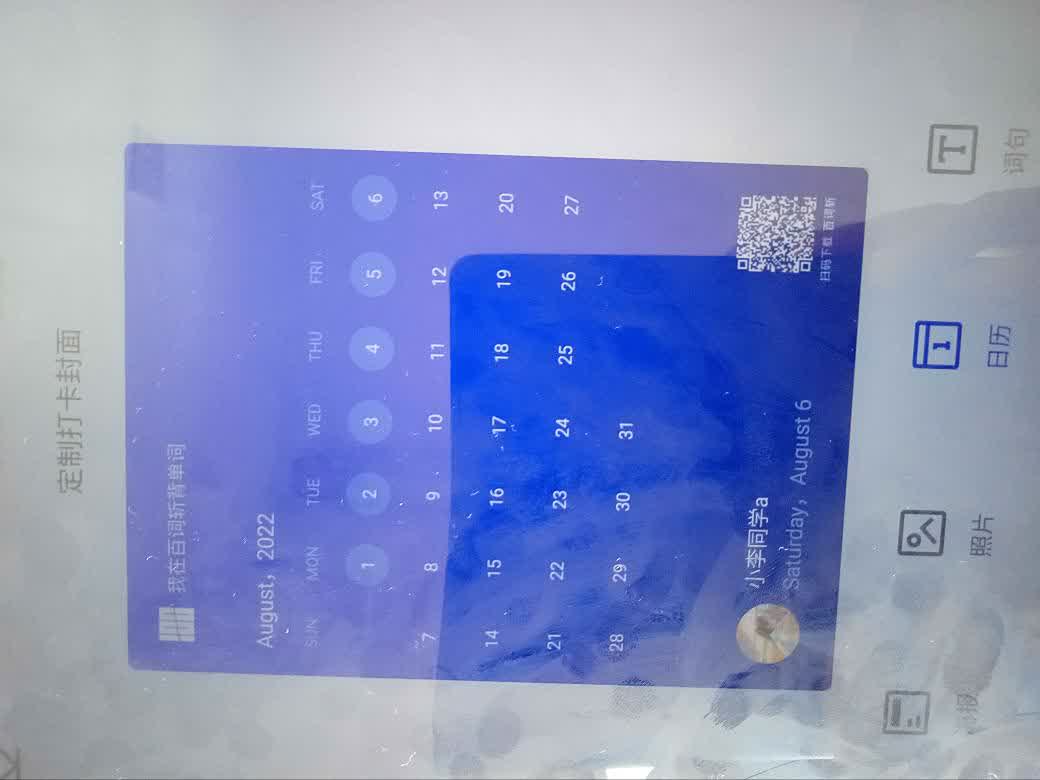 定制打卡封面
我在百词斩背单词
August，2022
SUN MON TUE WED THU FRI SAT
1 2 3 4 5 6
7 8 9 10 11 12 13
14 15 16 17 18 19 20
21 22 23 24 25 26 27
28 29 30 31
小李同学a
Saturday，August 6
扫码下载 百词斩
照片 日历 词句